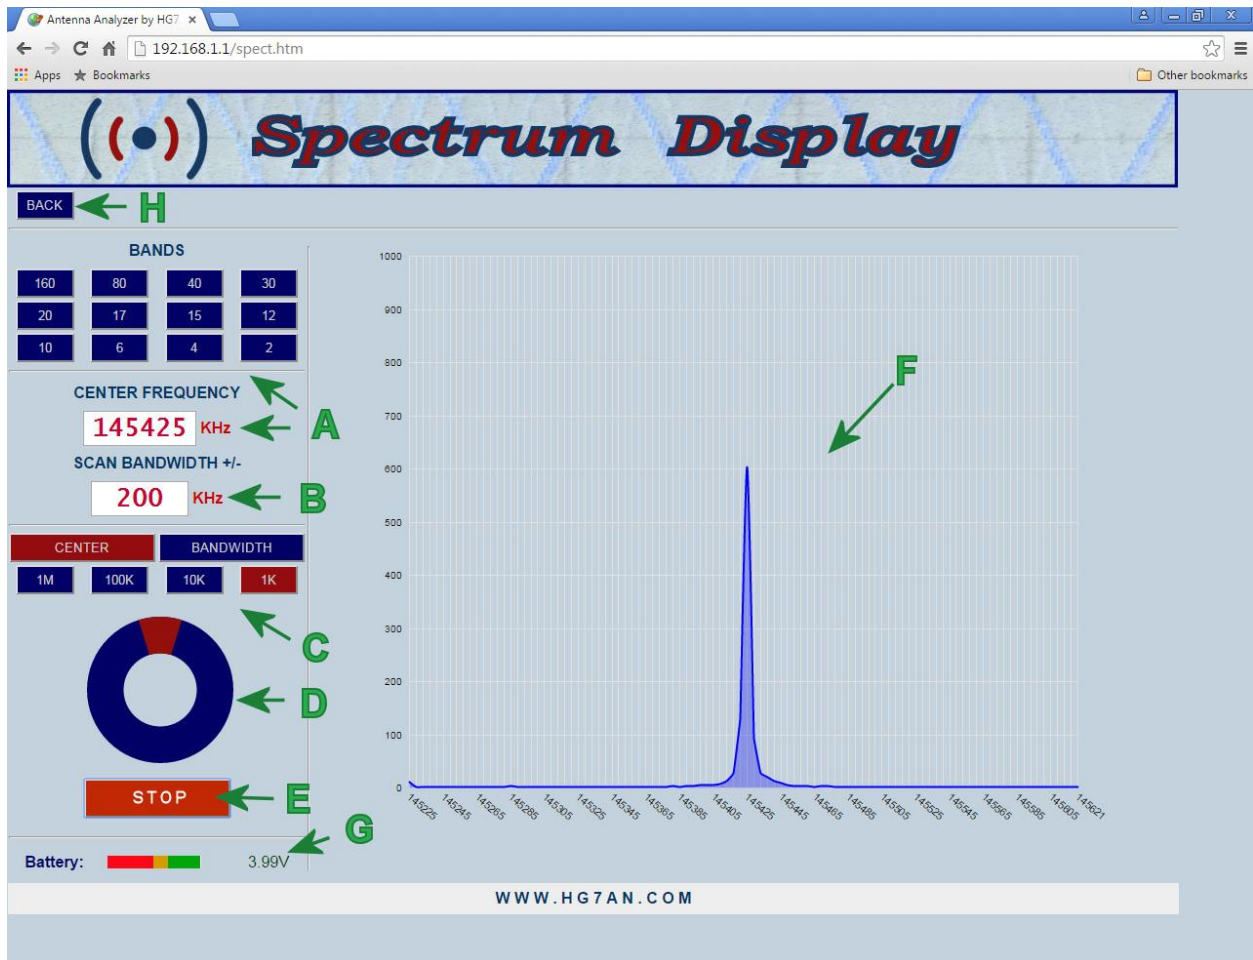 Antenna Analyzer by HG7
192.168.1.1/spect.htm
Apps Bookmarks Other bookmarks
Spectrum Display
BACK H
BANDS
160 80 40 30
20 17 15 12
10 6 4 2
CENTER FREQUENCY
145425 KHz A
SCAN BANDWIDTH +/-
200 KHz B
CENTER BANDWIDTH
1M 100K 10K 1K
C
D
STOP E
G
Battery: 3.99V
1000
900
800
F
700
600
500
400
300
200
100
0
145225 145245 145265 145285 145305 145325 145345 145365 145385 145405 145425 145445 145465 145485 145505 145525 145545 145565 145585 145605 145621
WWW.HG7AN.COM